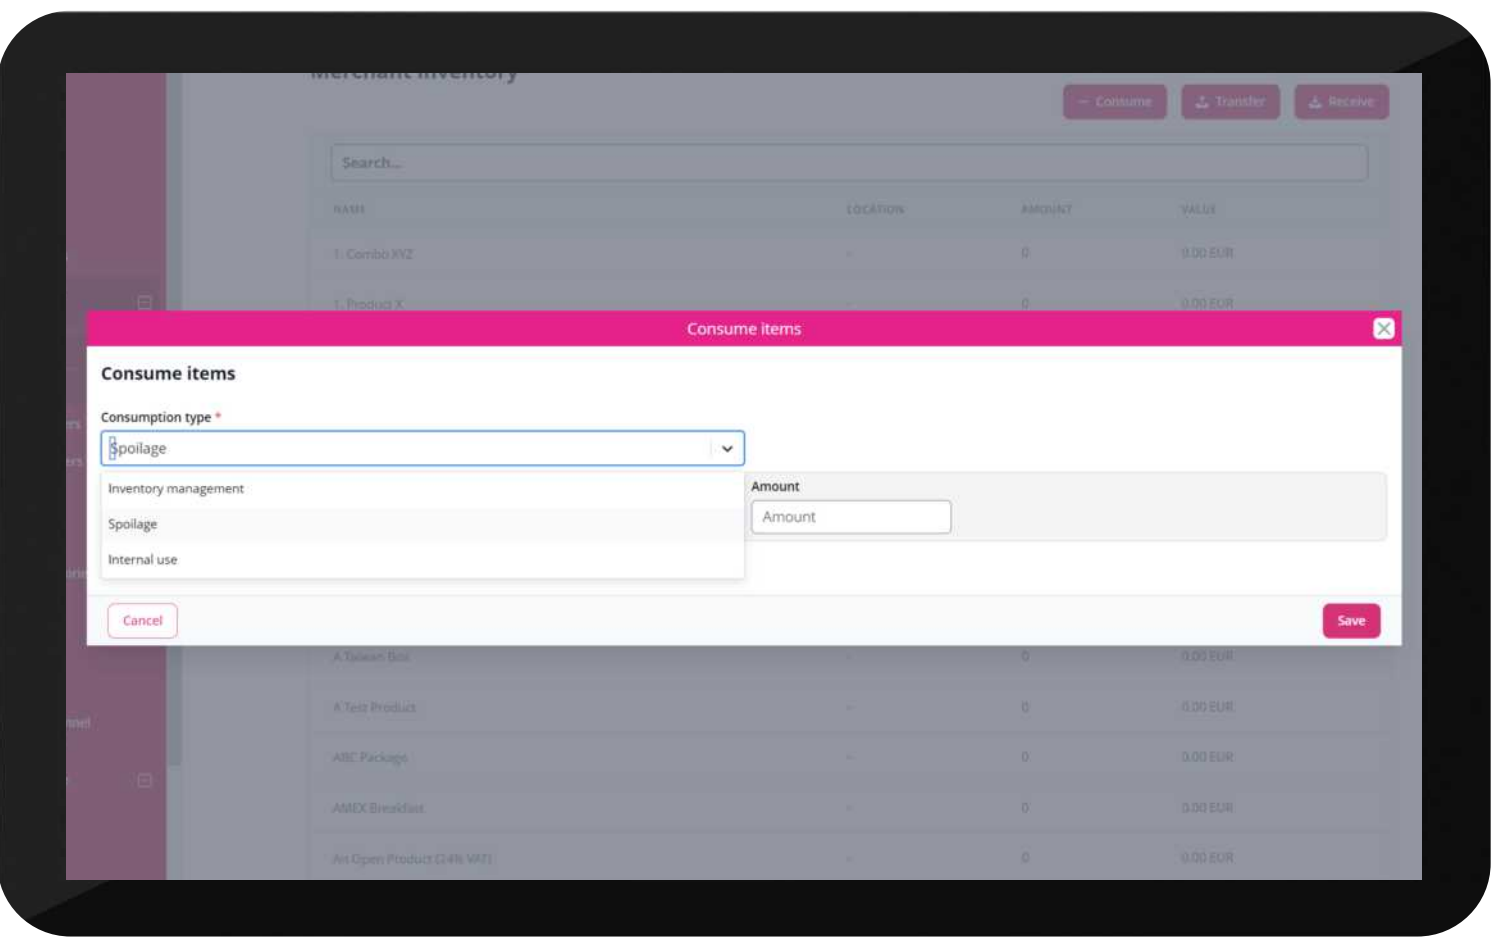 Merchant Inventory
— Consume
Transfer
Receive
Search...
NAME LOCATION AMOUNT VALUE
1. Combo XYZ - 0 0.00 EUR
1. Product X - 0 0.00 EUR
Consume items
Consume items
Consumption type *
Spoilage
Inventory management
Spoilage
Internal use
Amount
Amount
Cancel
Save
A Taiwan Box - 0 0.00 EUR
A Test Product - 0 0.00 EUR
ABC Package - 0 0.00 EUR
AMEX Breakfast - 0 0.00 EUR
An Open Product (24% VAT) - 0 0.00 EUR